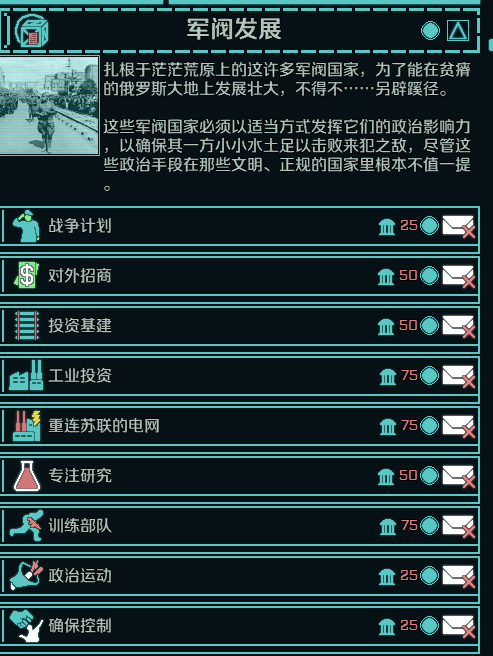 军阀发展
扎根于茫茫荒原上的这许多军阀国家，为了能在贫瘠
的俄罗斯大地上发展壮大，不得不……另辟蹊径。
这些军阀国家必须以适当方式发挥它们的政治影响力
，以确保其一方小小水土足以击败来犯之敌，尽管这
些政治手段在那些文明、正规的国家里根本不值一提
。
战争计划 25
对外招商 50
投资基建 50
工业投资 75
重连苏联的电网 75
专注研究 50
训练部队 75
政治运动 25
确保控制 25